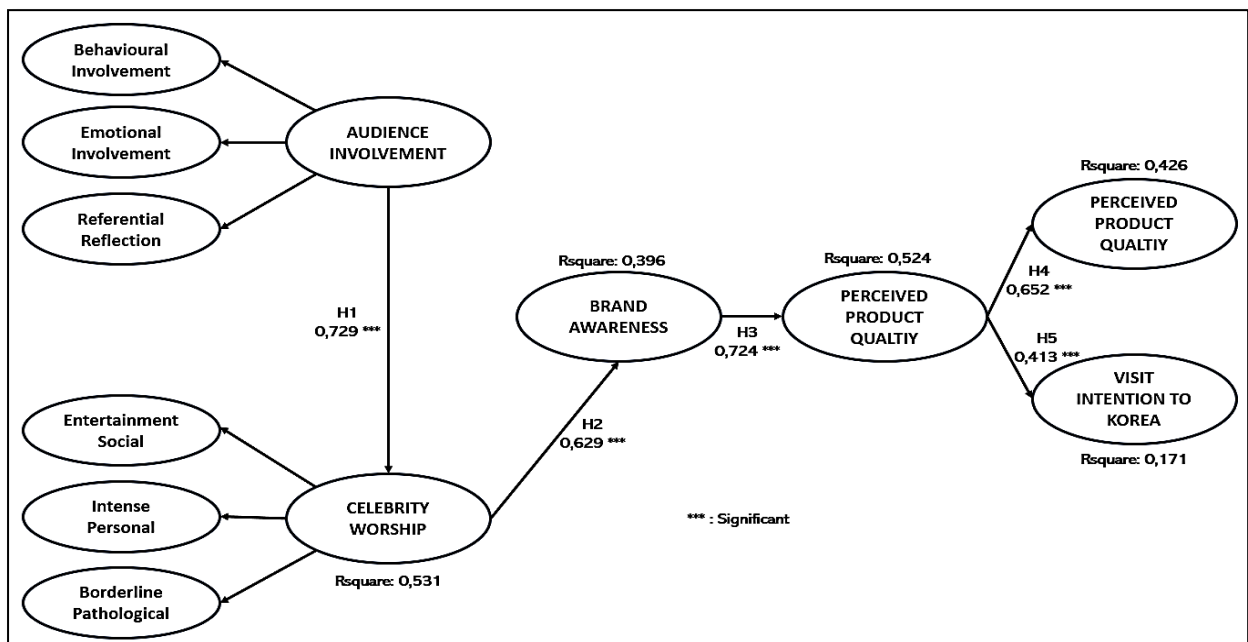 Behavioural
Involvement
Emotional
Involvement
Referential
Reflection
AUDIENCE
INVOLVEMENT
H1
0,729 ***
Entertainment
Social
Intense
Personal
Borderline
Pathological
CELEBRITY
WORSHIP
Rsquare: 0,531
H2
0,629 ***
Rsquare: 0,396
BRAND
AWARENESS
H3
0,724 ***
Rsquare: 0,524
PERCEIVED
PRODUCT
QUALTIY
H4
0,652 ***
Rsquare: 0,426
PERCEIVED
PRODUCT
QUALTIY
H5
0,413 ***
VISIT
INTENTION TO
KOREA
Rsquare: 0,171
*** : Significant